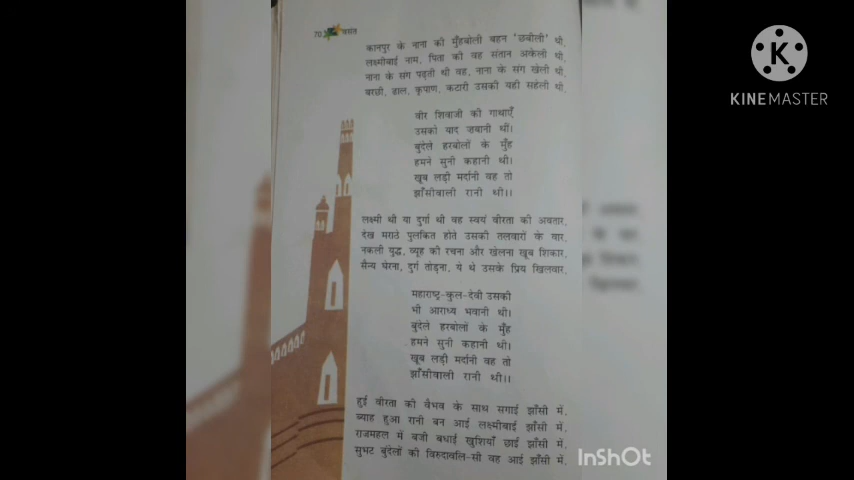 70 वसंत
कानपुर के नाना की मुँहबोली बहन 'छबीली' थी,
लक्ष्मीबाई नाम, पिता की वह संतान अकेली थी,
नाना के संग पढ़ती थी वह, नाना के संग खेली थी,
बरछी, ढाल, कृपाण, कटारी उसकी यही सहेली थी,
वीर शिवाजी की गाथाएँ
उसको याद ज़बानी थीं।
बुंदेले हरबोलों के मुँह
हमने सुनी कहानी थी।
खूब लड़ी मर्दानी वह तो
झाँसीवाली रानी थी।।
लक्ष्मी थी या दुर्गा थी वह स्वयं वीरता की अवतार,
देख मराठे पुलकित होते उसकी तलवारों के वार,
नकली युद्ध, व्यूह की रचना और खेलना खूब शिकार,
सैन्य घेरना, दुर्ग तोड़ना, ये थे उसके प्रिय खिलवार,
महाराष्ट्र-कुल-देवी उसकी
भी आराध्य भवानी थी।
बुंदेले हरबोलों के मुँह
हमने सुनी कहानी थी।
खूब लड़ी मर्दानी वह तो
झाँसीवाली रानी थी।।
हुई वीरता की वैभव के साथ सगाई झाँसी में,
ब्याह हुआ रानी बन आई लक्ष्मीबाई झाँसी में,
राजमहल में बजी बधाई खुशियाँ छाईं झाँसी में,
सुभट बुंदेलों की विरुदावलि-सी वह आई झाँसी में,
K
KINEMASTER
InShOt